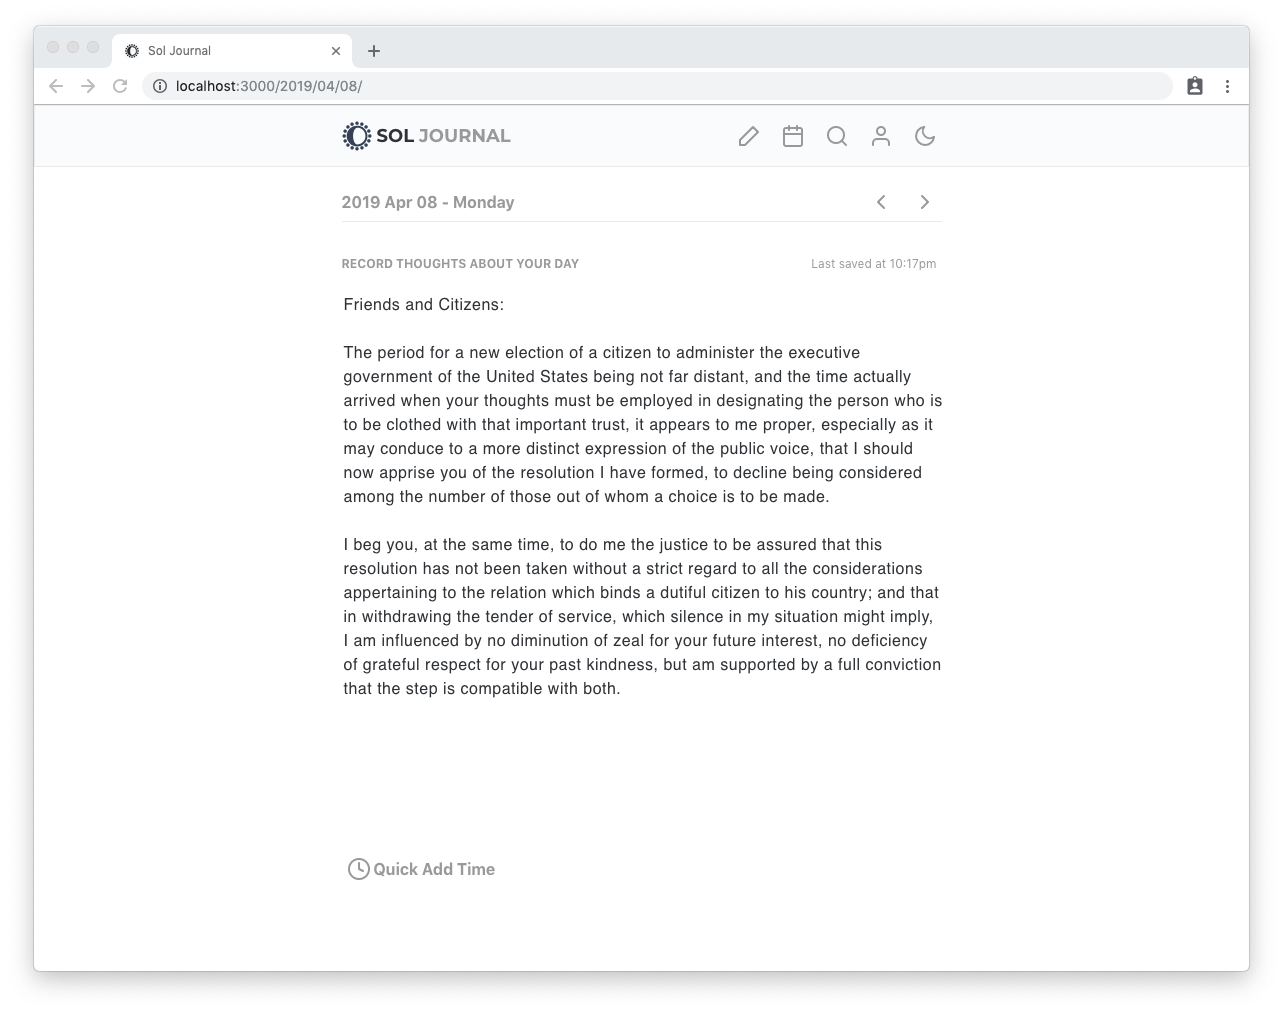 Sol Journal
localhost:3000/2019/04/08/
SOL JOURNAL
2019 Apr 08 - Monday
RECORD THOUGHTS ABOUT YOUR DAY
Last saved at 10:17pm
Friends and Citizens:
The period for a new election of a citizen to administer the executive
government of the United States being not far distant, and the time actually
arrived when your thoughts must be employed in designating the person who is
to be clothed with that important trust, it appears to me proper, especially as it
may conduce to a more distinct expression of the public voice, that I should
now apprise you of the resolution I have formed, to decline being considered
among the number of those out of whom a choice is to be made.
I beg you, at the same time, to do me the justice to be assured that this
resolution has not been taken without a strict regard to all the considerations
appertaining to the relation which binds a dutiful citizen to his country; and that
in withdrawing the tender of service, which silence in my situation might imply,
I am influenced by no diminution of zeal for your future interest, no deficiency
of grateful respect for your past kindness, but am supported by a full conviction
that the step is compatible with both.
Quick Add Time